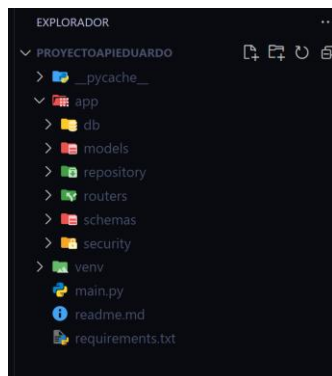 EXPLORADOR
PROYECTOAPIEDUARDO
__pycache__
app
db
models
repository
routers
schemas
security
venv
main.py
readme.md
requirements.txt